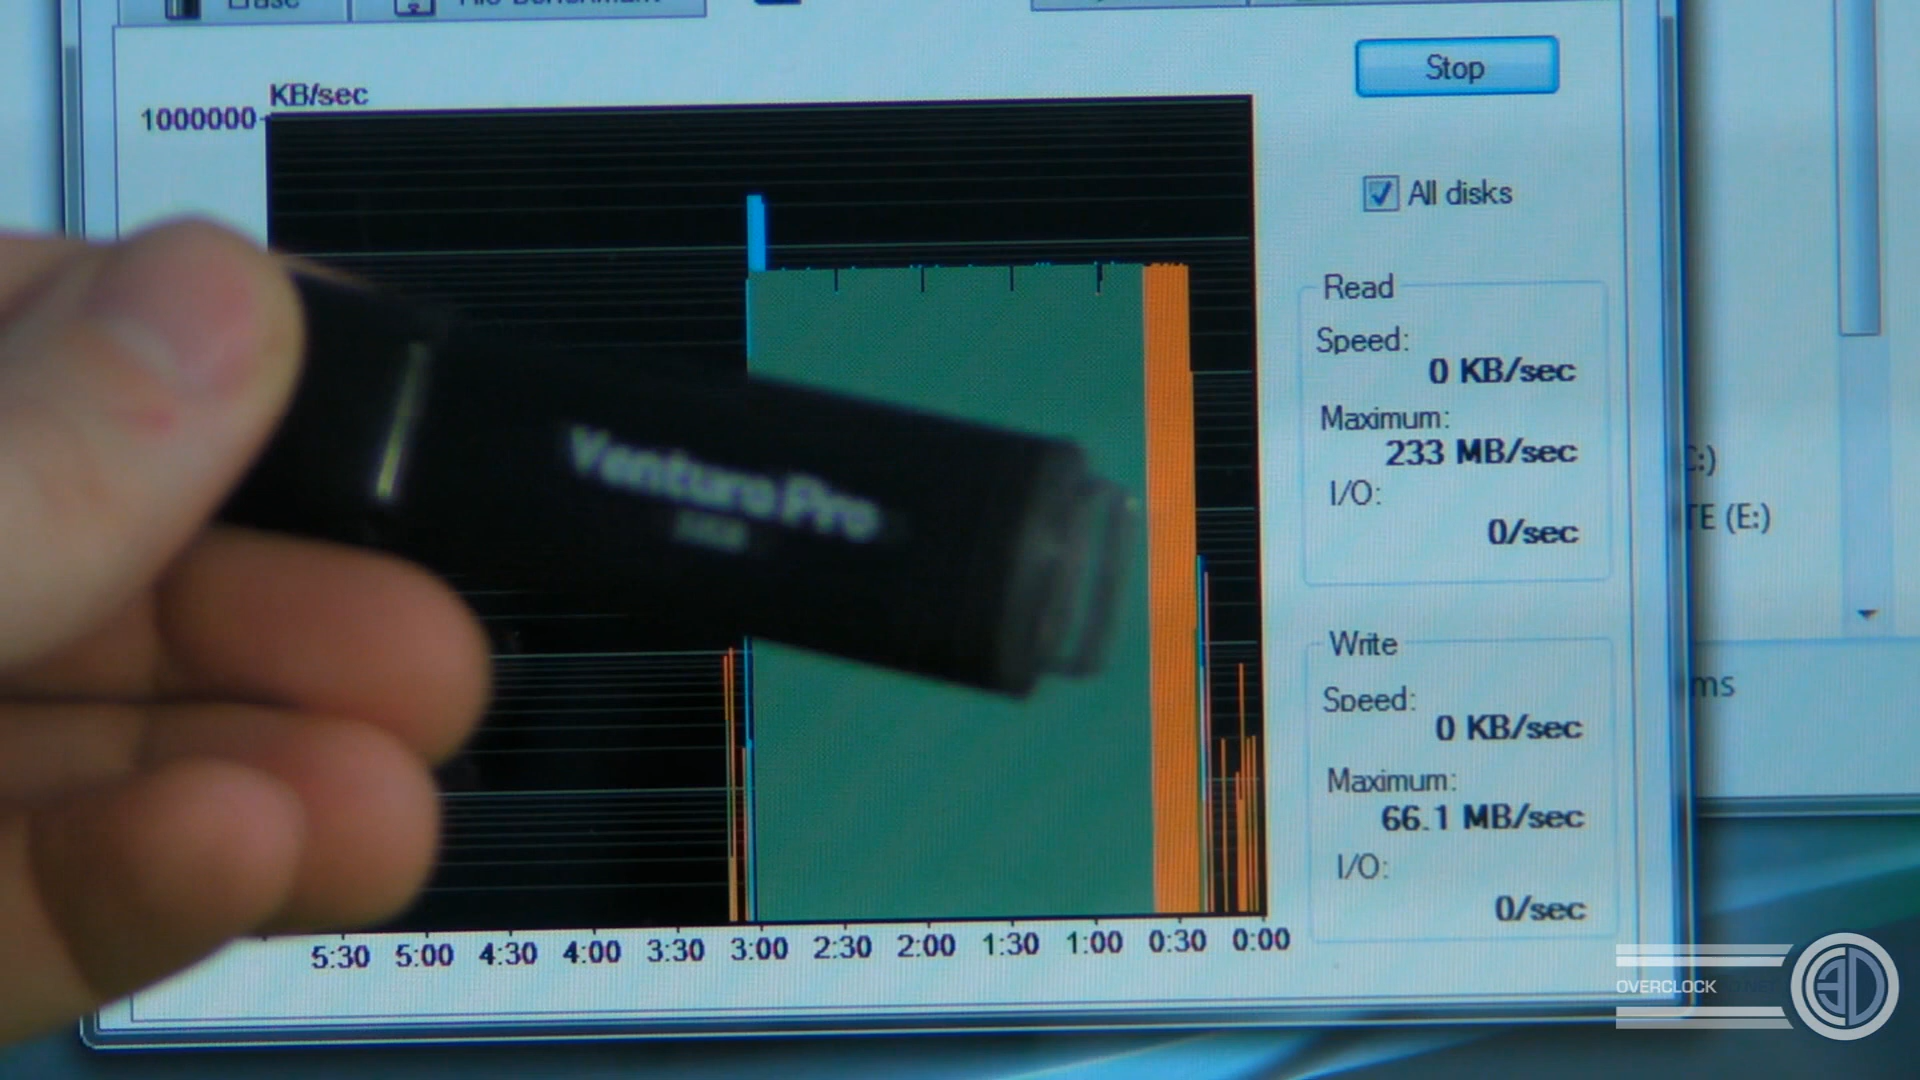 Stop
KB/sec
1000000
All disks
Read
Speed:
0 KB/sec
Maximum:
233 MB/sec
I/O:
0/sec
Write
Speed:
0 KB/sec
Maximum:
66.1 MB/sec
I/O:
0/sec
5:30 5:00 4:30 4:00 3:30 3:00 2:30 2:00 1:30 1:00 0:30 0:00
Ventura Pro
(E:)
OVERCLOCK
3D